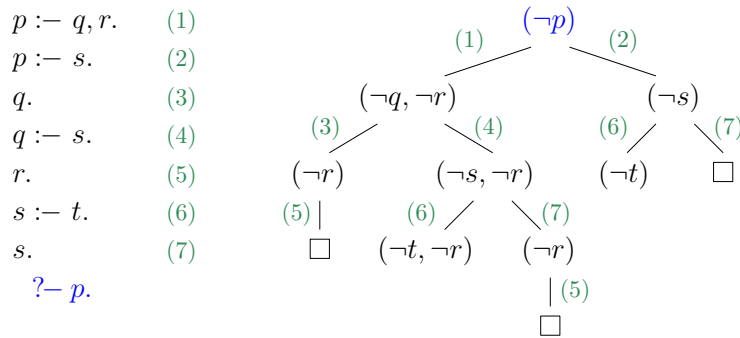 p :− q, r. (1)
p :− s. (2)
q. (3)
q :− s. (4)
r. (5)
s :− t. (6)
s. (7)
?− p.
(¬p)
(1) (2)
(¬q, ¬r) (¬s)
(3) (4) (6) (7)
(¬r) (¬s, ¬r) (¬t) □
(5) (6) (7)
□ (¬t, ¬r) (¬r)
(5)
□